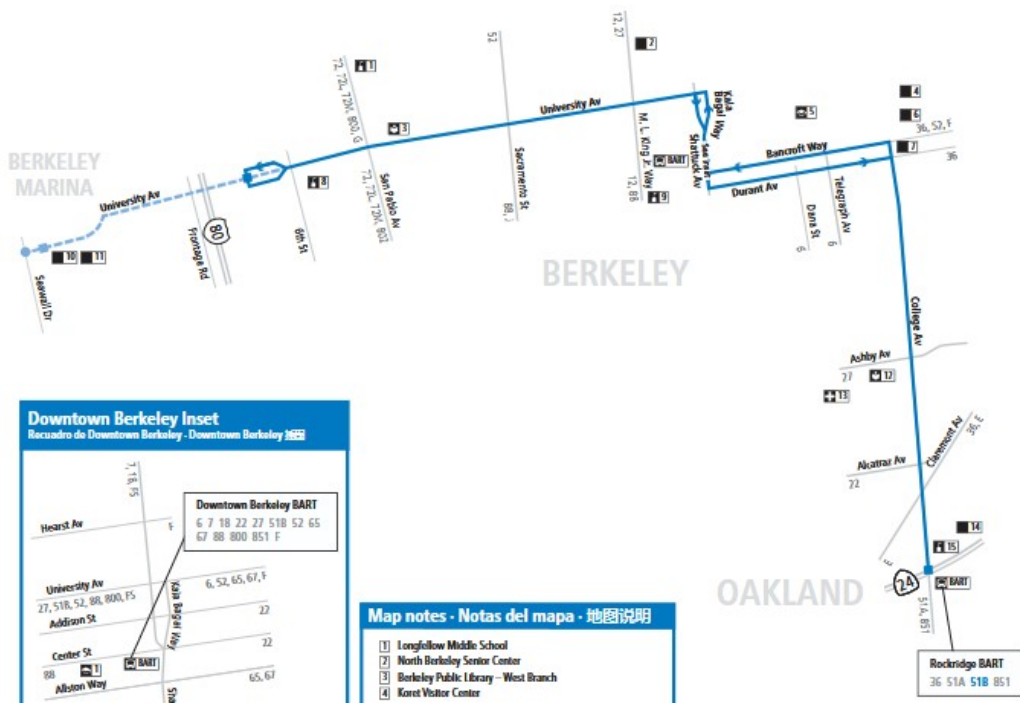 52
12, 27
2
72, 72L, 72M, 800, G
1
4
University Av
Kala
Bagai Way
5
6
36, 52, F
3
M. L. King Jr. Way
7
BERKELEY
MARINA
Sacramento St
Shattuck Av
BART
See inset
Bancroft Way
36
8
San Pablo Av
12, 88
9
Durant Av
University Av
72, 72L, 72M, 802
Dana St
Telegraph Av
80
6th St
6
6
Frontage Rd
10
11
BERKELEY
Seawall Dr
College Av
Ashby Av
27
12
13
Claremont Av
36, E
Alcatraz Av
22
Downtown Berkeley Inset
Recuadro de Downtown Berkeley - Downtown Berkeley 地圖
7, 18, FS
Downtown Berkeley BART
6 7 18 22 27 51B 52 65
67 88 800 851 F
Hearst Av
F
14
15
E
24
BART
OAKLAND
51A, 851
University Av
6, 52, 65, 67, F
27, 51B, 52, 88, 800, FS
Kala Bagai Way
Addison St
22
Center St
22
88
1
BART
Allston Way
65, 67
Sha
Map notes · Notas del mapa · 地図说明
1 Longfellow Middle School
2 North Berkeley Senior Center
3 Berkeley Public Library – West Branch
4 Koret Visitor Center
Rockridge BART
36 51A 51B 851